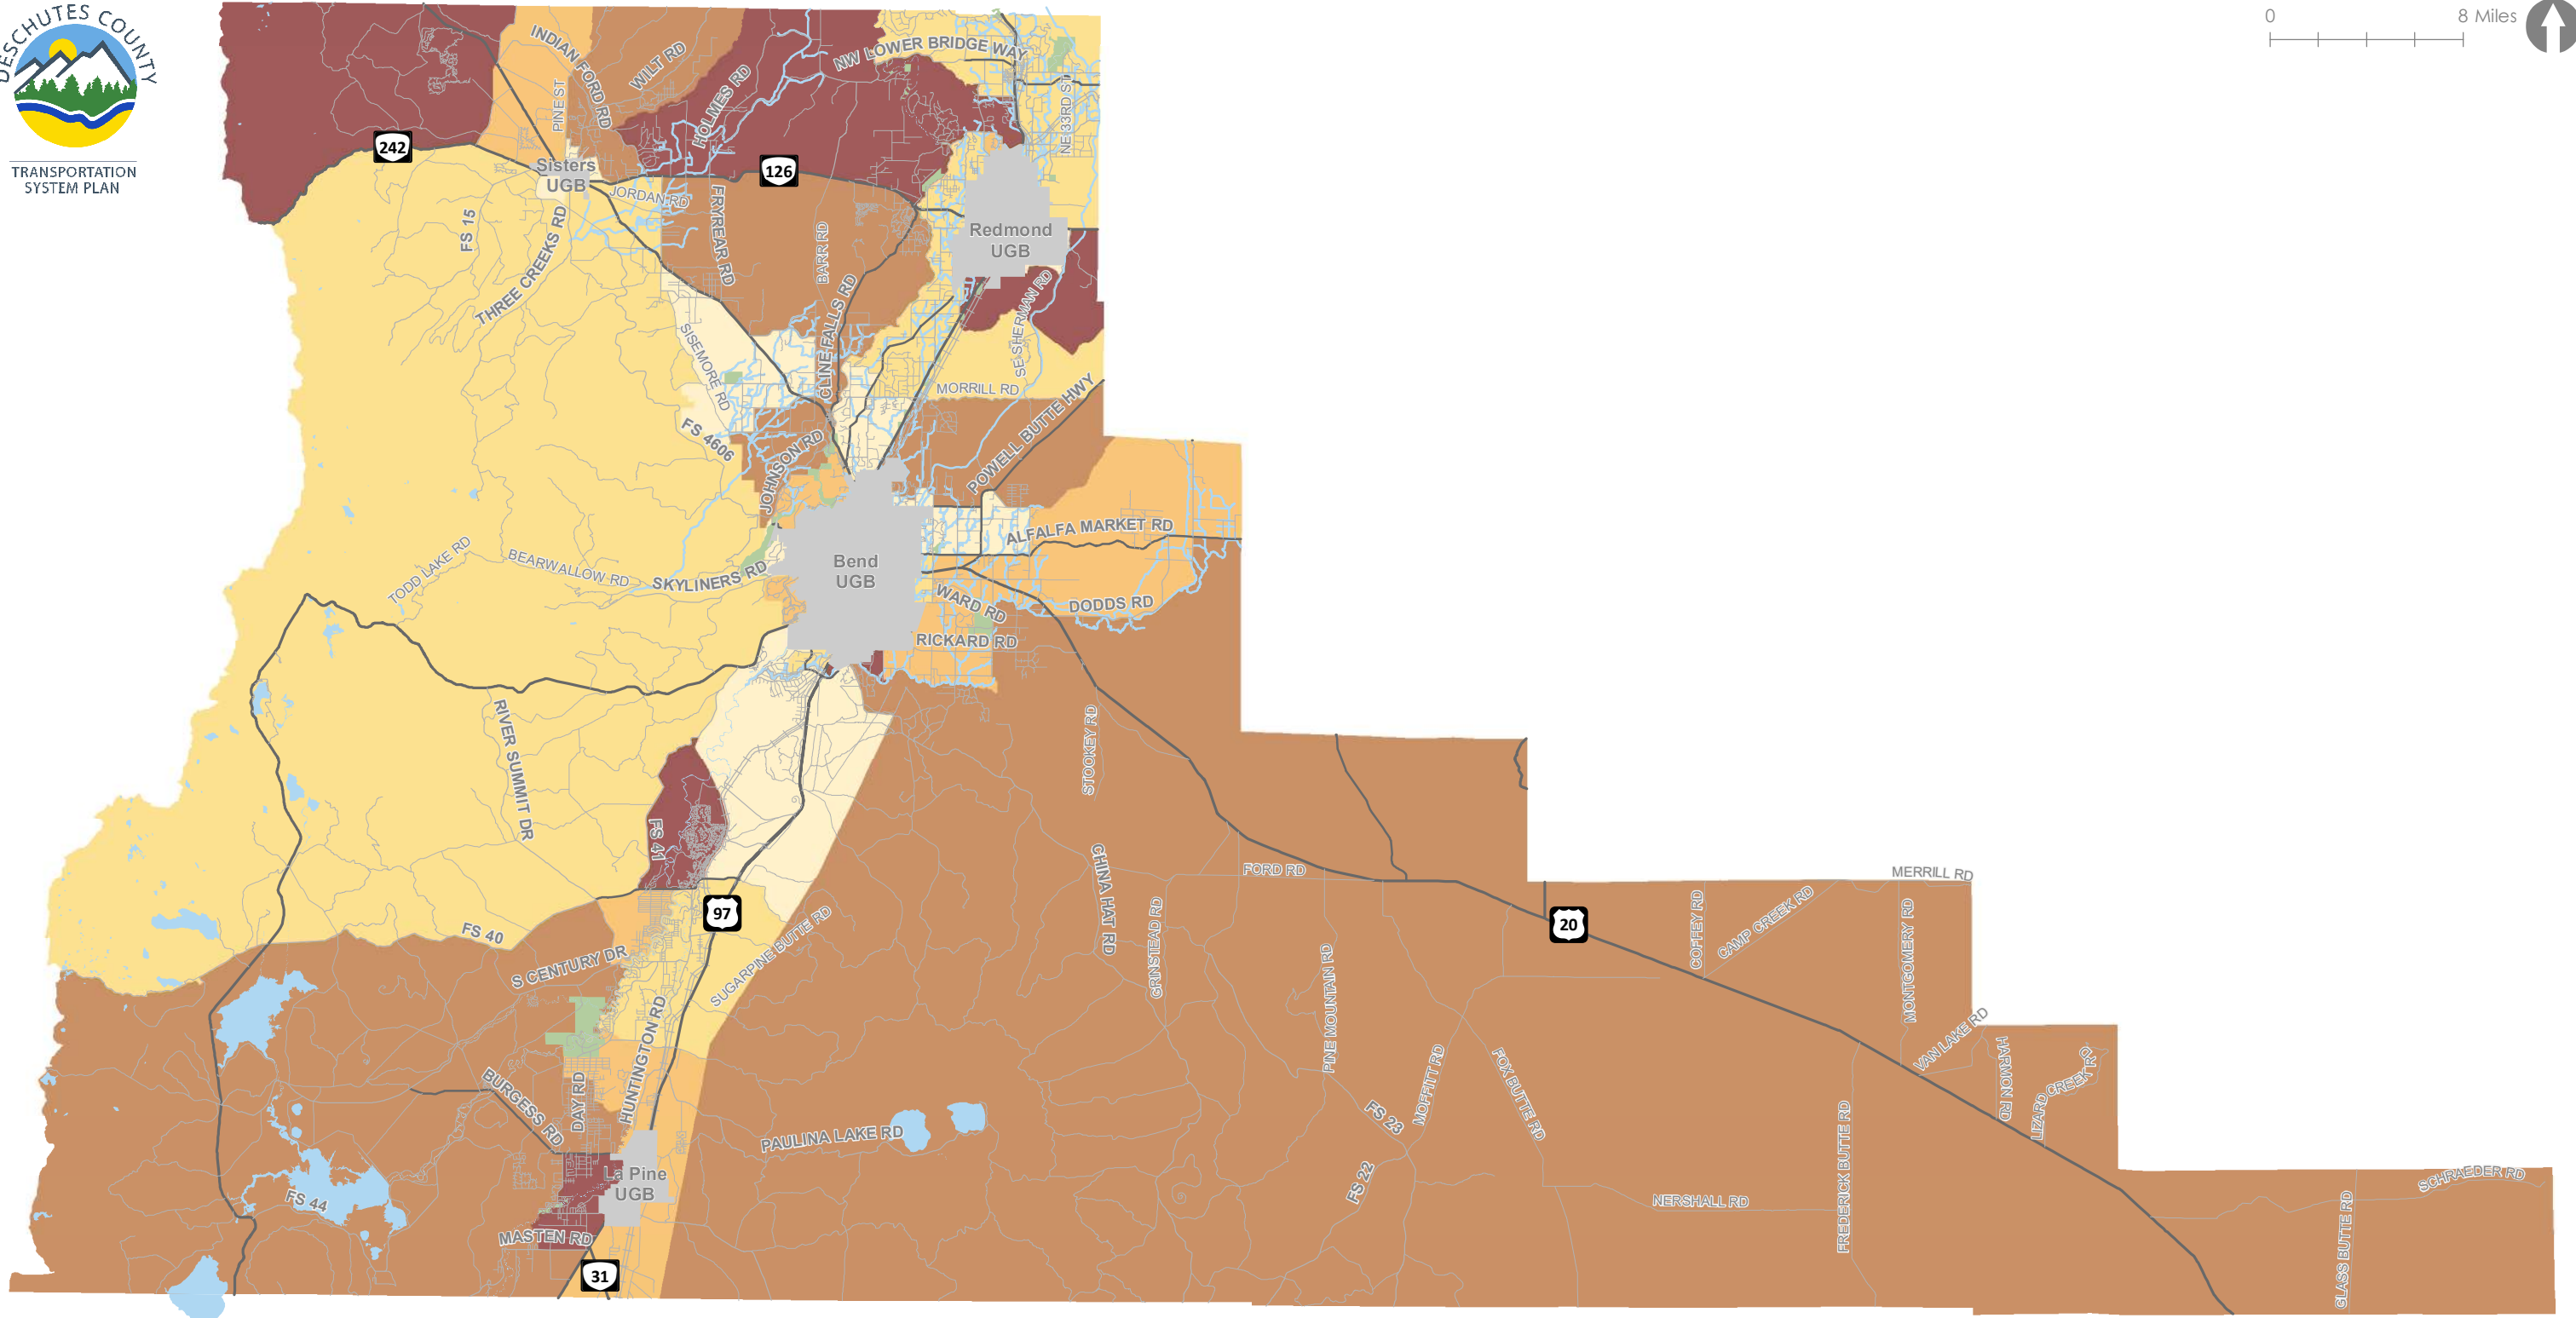 DESCHUTES COUNTY
TRANSPORTATION
SYSTEM PLAN
0 8 Miles
INDIAN FORD RD
WILT RD
PINE ST
HOLMES RD
NW LOWER BRIDGE WAY
NE 33RD ST
242
126
Sisters
UGB
JORDAN RD
FRYREAR RD
BARR RD
FS 15
THREE CREEKS RD
Redmond
UGB
CLINE FALLS RD
SE SHERMAN RD
SISEMORE RD
MORRILL RD
POWELL BUTTE HWY
FS 4606
JOHNSON RD
ALFALFA MARKET RD
Bend
UGB
TODD LAKE RD
BEARWALLOW RD
SKYLINERS RD
WARD RD
DODDS RD
RICKARD RD
RIVER SUMMIT DR
STOOKEY RD
FS 41
CHINA HAT RD
FORD RD
MERRILL RD
97
20
GRINSTEAD RD
COFFEY RD
CAMP CREEK RD
MONTGOMERY RD
FS 40
S CENTURY DR
SUGARPINE BUTTE RD
PINE MOUNTAIN RD
HUNTINGTON RD
VAN LAKE RD
HARMON RD
LIZARD CREEK RD
MOFFITT RD
FOX BUTTE RD
BURGESS RD
DAY RD
PAULINA LAKE RD
FS 23
FREDERICK BUTTE RD
La Pine
UGB
FS 44
FS 22
NERSHALL RD
SCHRAEDER RD
GLASS BUTTE RD
MASTEN RD
31